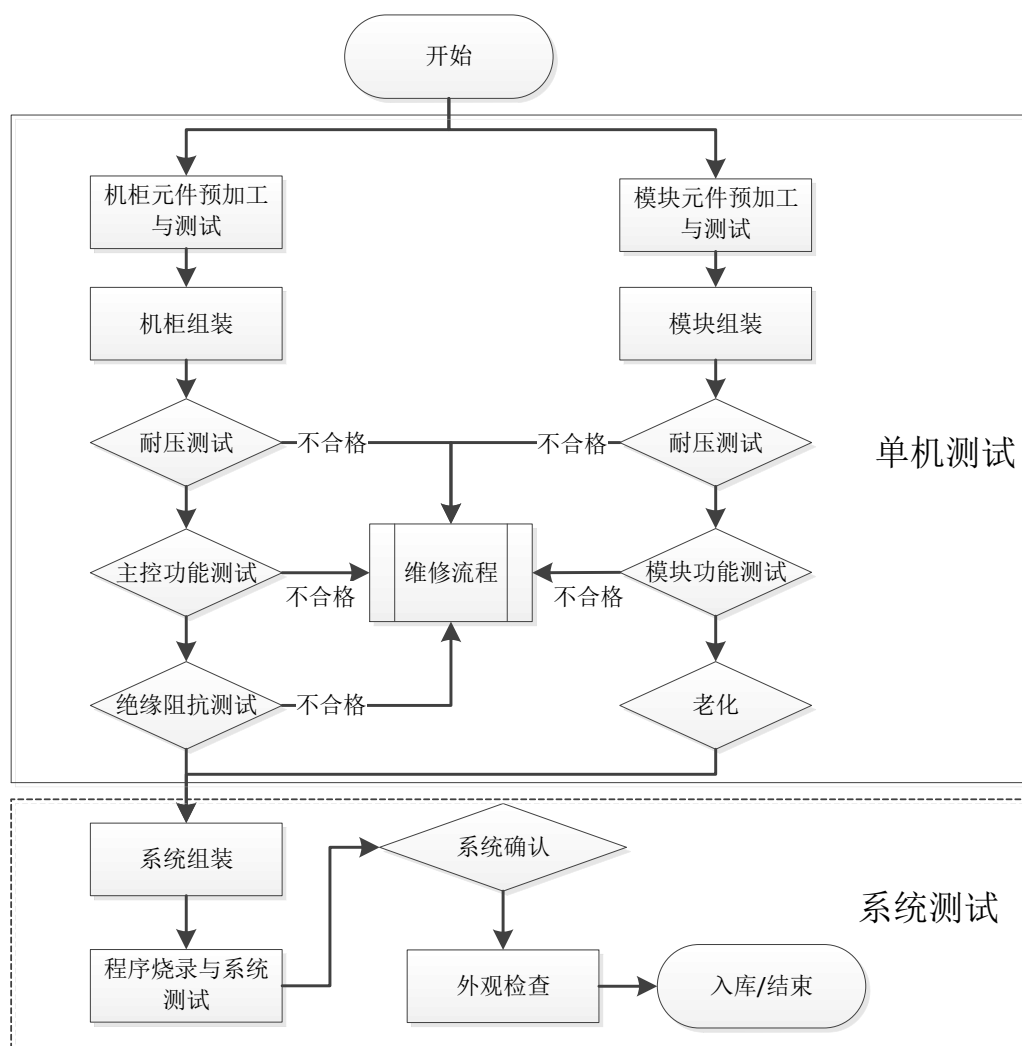 开始
机柜元件预加工
与测试
模块元件预加工
与测试
机柜组装
模块组装
耐压测试
不合格
不合格
耐压测试
单机测试
主控功能测试
不合格
维修流程
不合格
模块功能测试
绝缘阻抗测试
不合格
老化
系统组装
系统确认
系统测试
程序烧录与系统
测试
外观检查
入库/结束